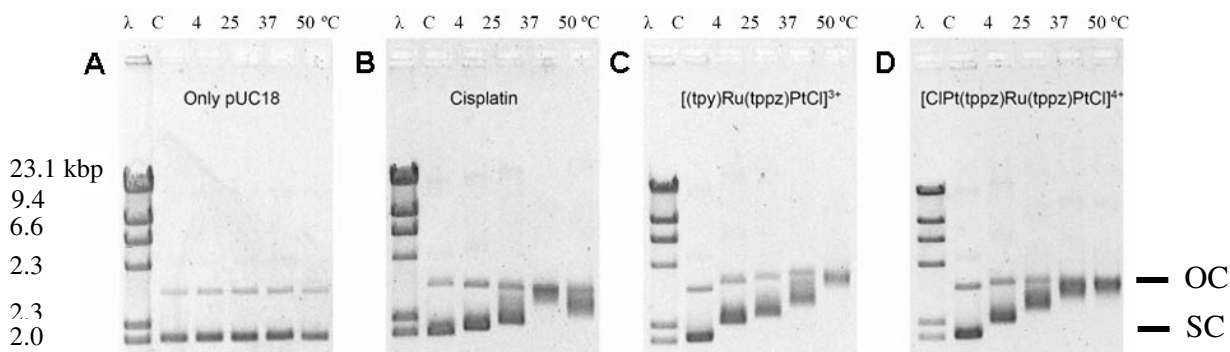 λ C 4 25 37 50 ºC λ C 4 25 37 50 ºC λ C 4 25 37 50 ºC λ C 4 25 37 50 ºC
A B C D
Only pUC18
Cisplatin
[(tpy)Ru(tppz)PtCl]³⁺
[ClPt(tppz)Ru(tppz)PtCl]⁴⁺
23.1 kbp
9.4
6.6
2.3
2.3
2.0
OC
SC